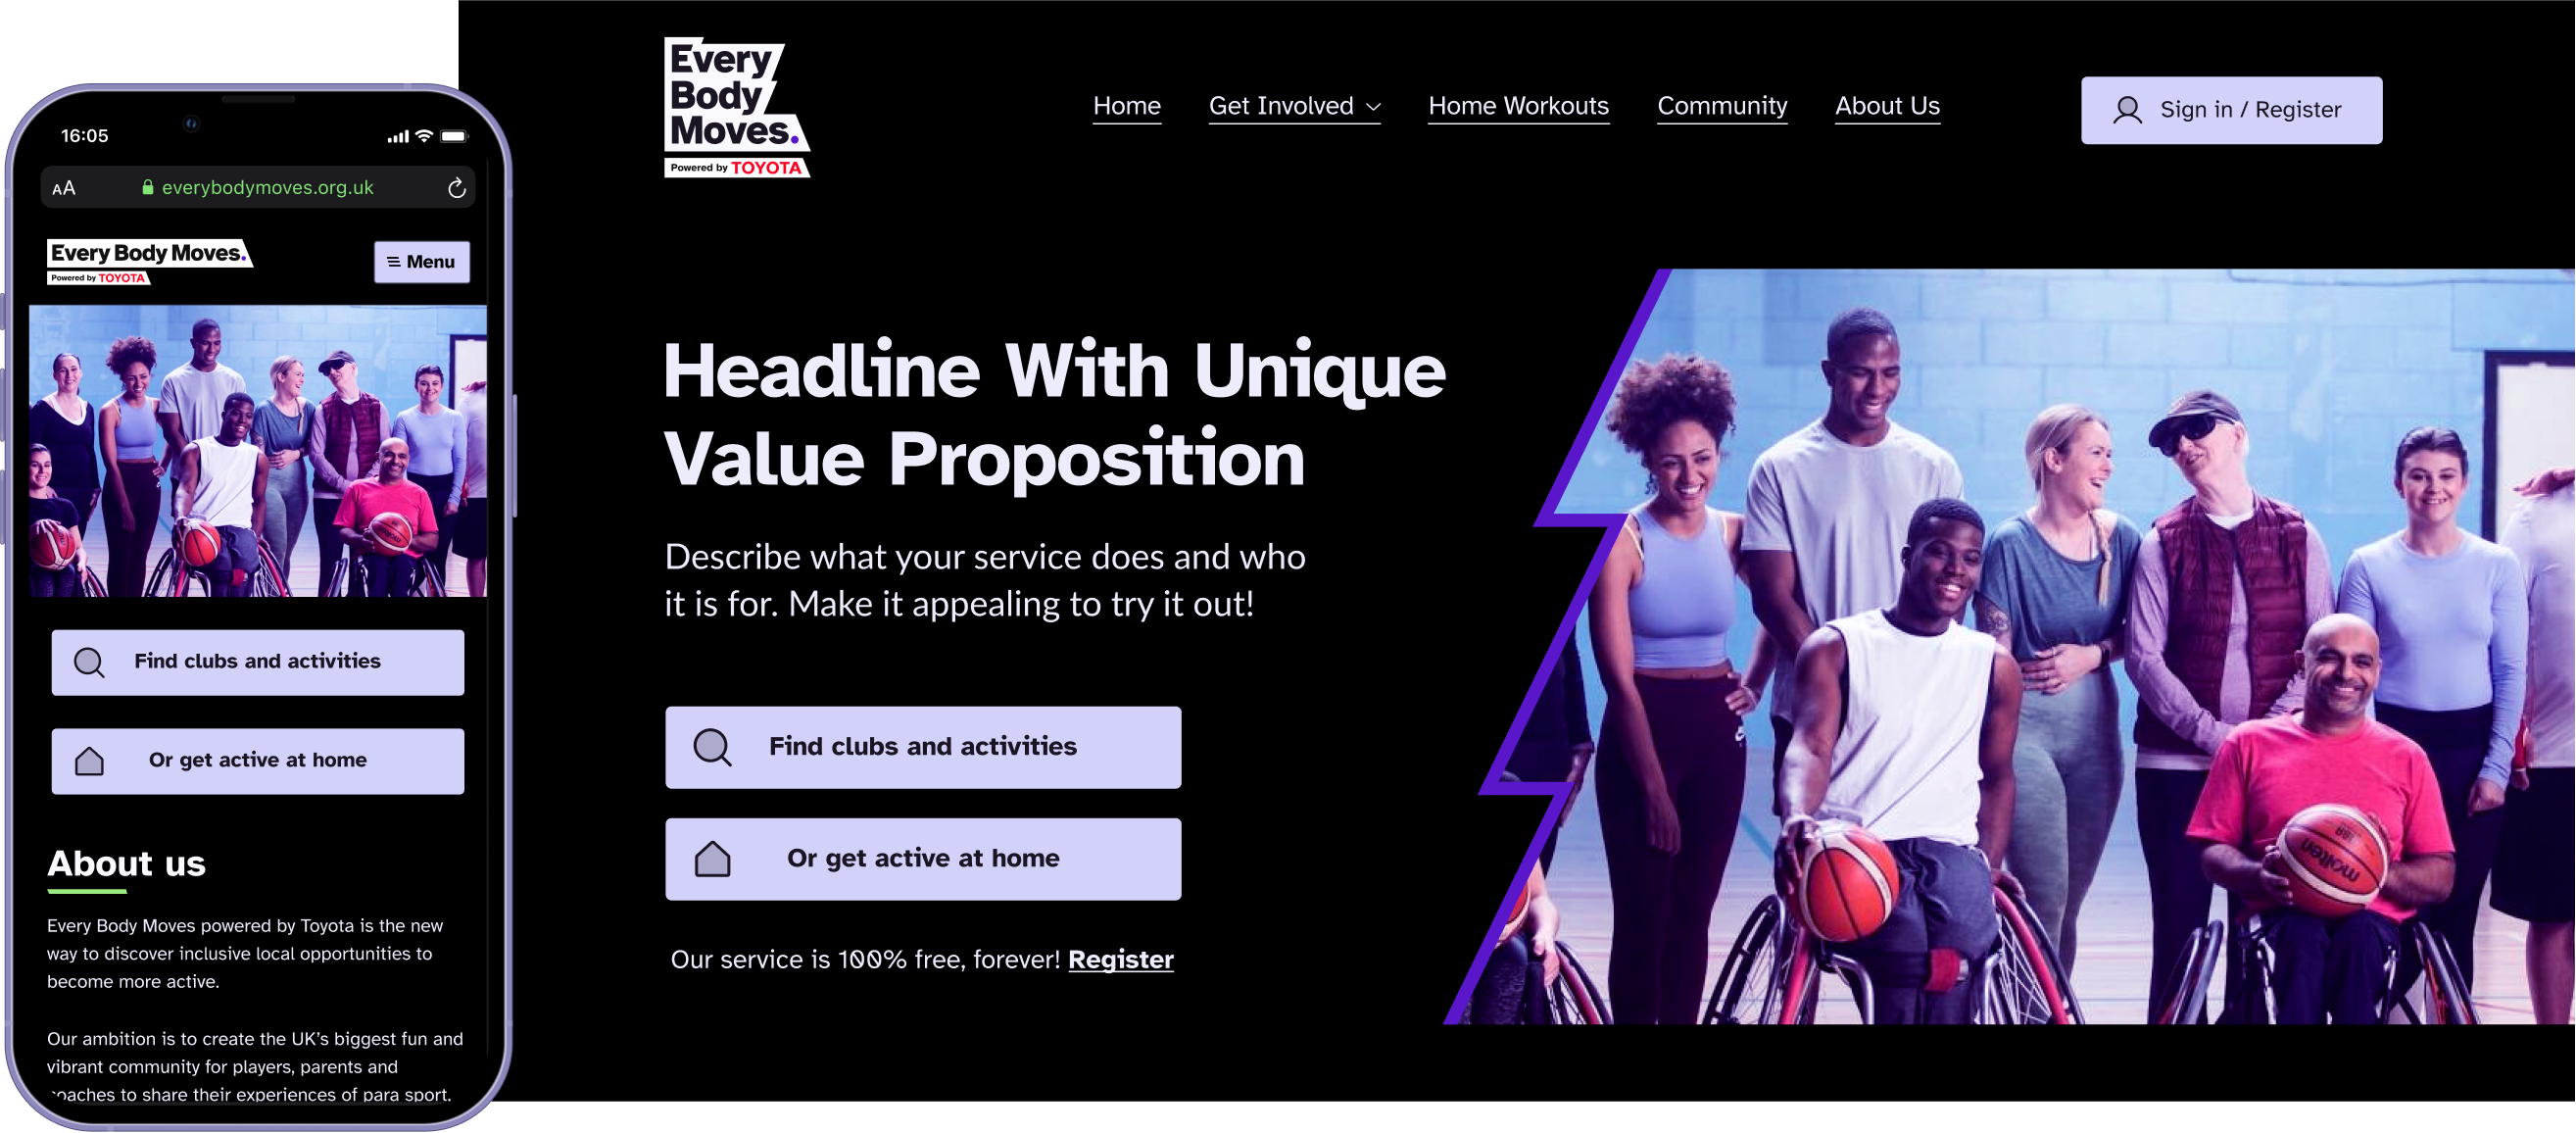 16:05
AA everybodymoves.org.uk
Every Body Moves.
Powered by TOYOTA
Menu
Find clubs and activities
Or get active at home
About us
Every Body Moves powered by Toyota is the new
way to discover inclusive local opportunities to
become more active.
Our ambition is to create the UK's biggest fun and
vibrant community for players, parents and
coaches to share their experiences of para sport.
Every
Body
Moves.
Powered by TOYOTA
Home
Get Involved
Home Workouts
Community
About Us
Sign in / Register
Headline With Unique
Value Proposition
Describe what your service does and who
it is for. Make it appealing to try it out!
Find clubs and activities
Or get active at home
Our service is 100% free, forever! Register
molten